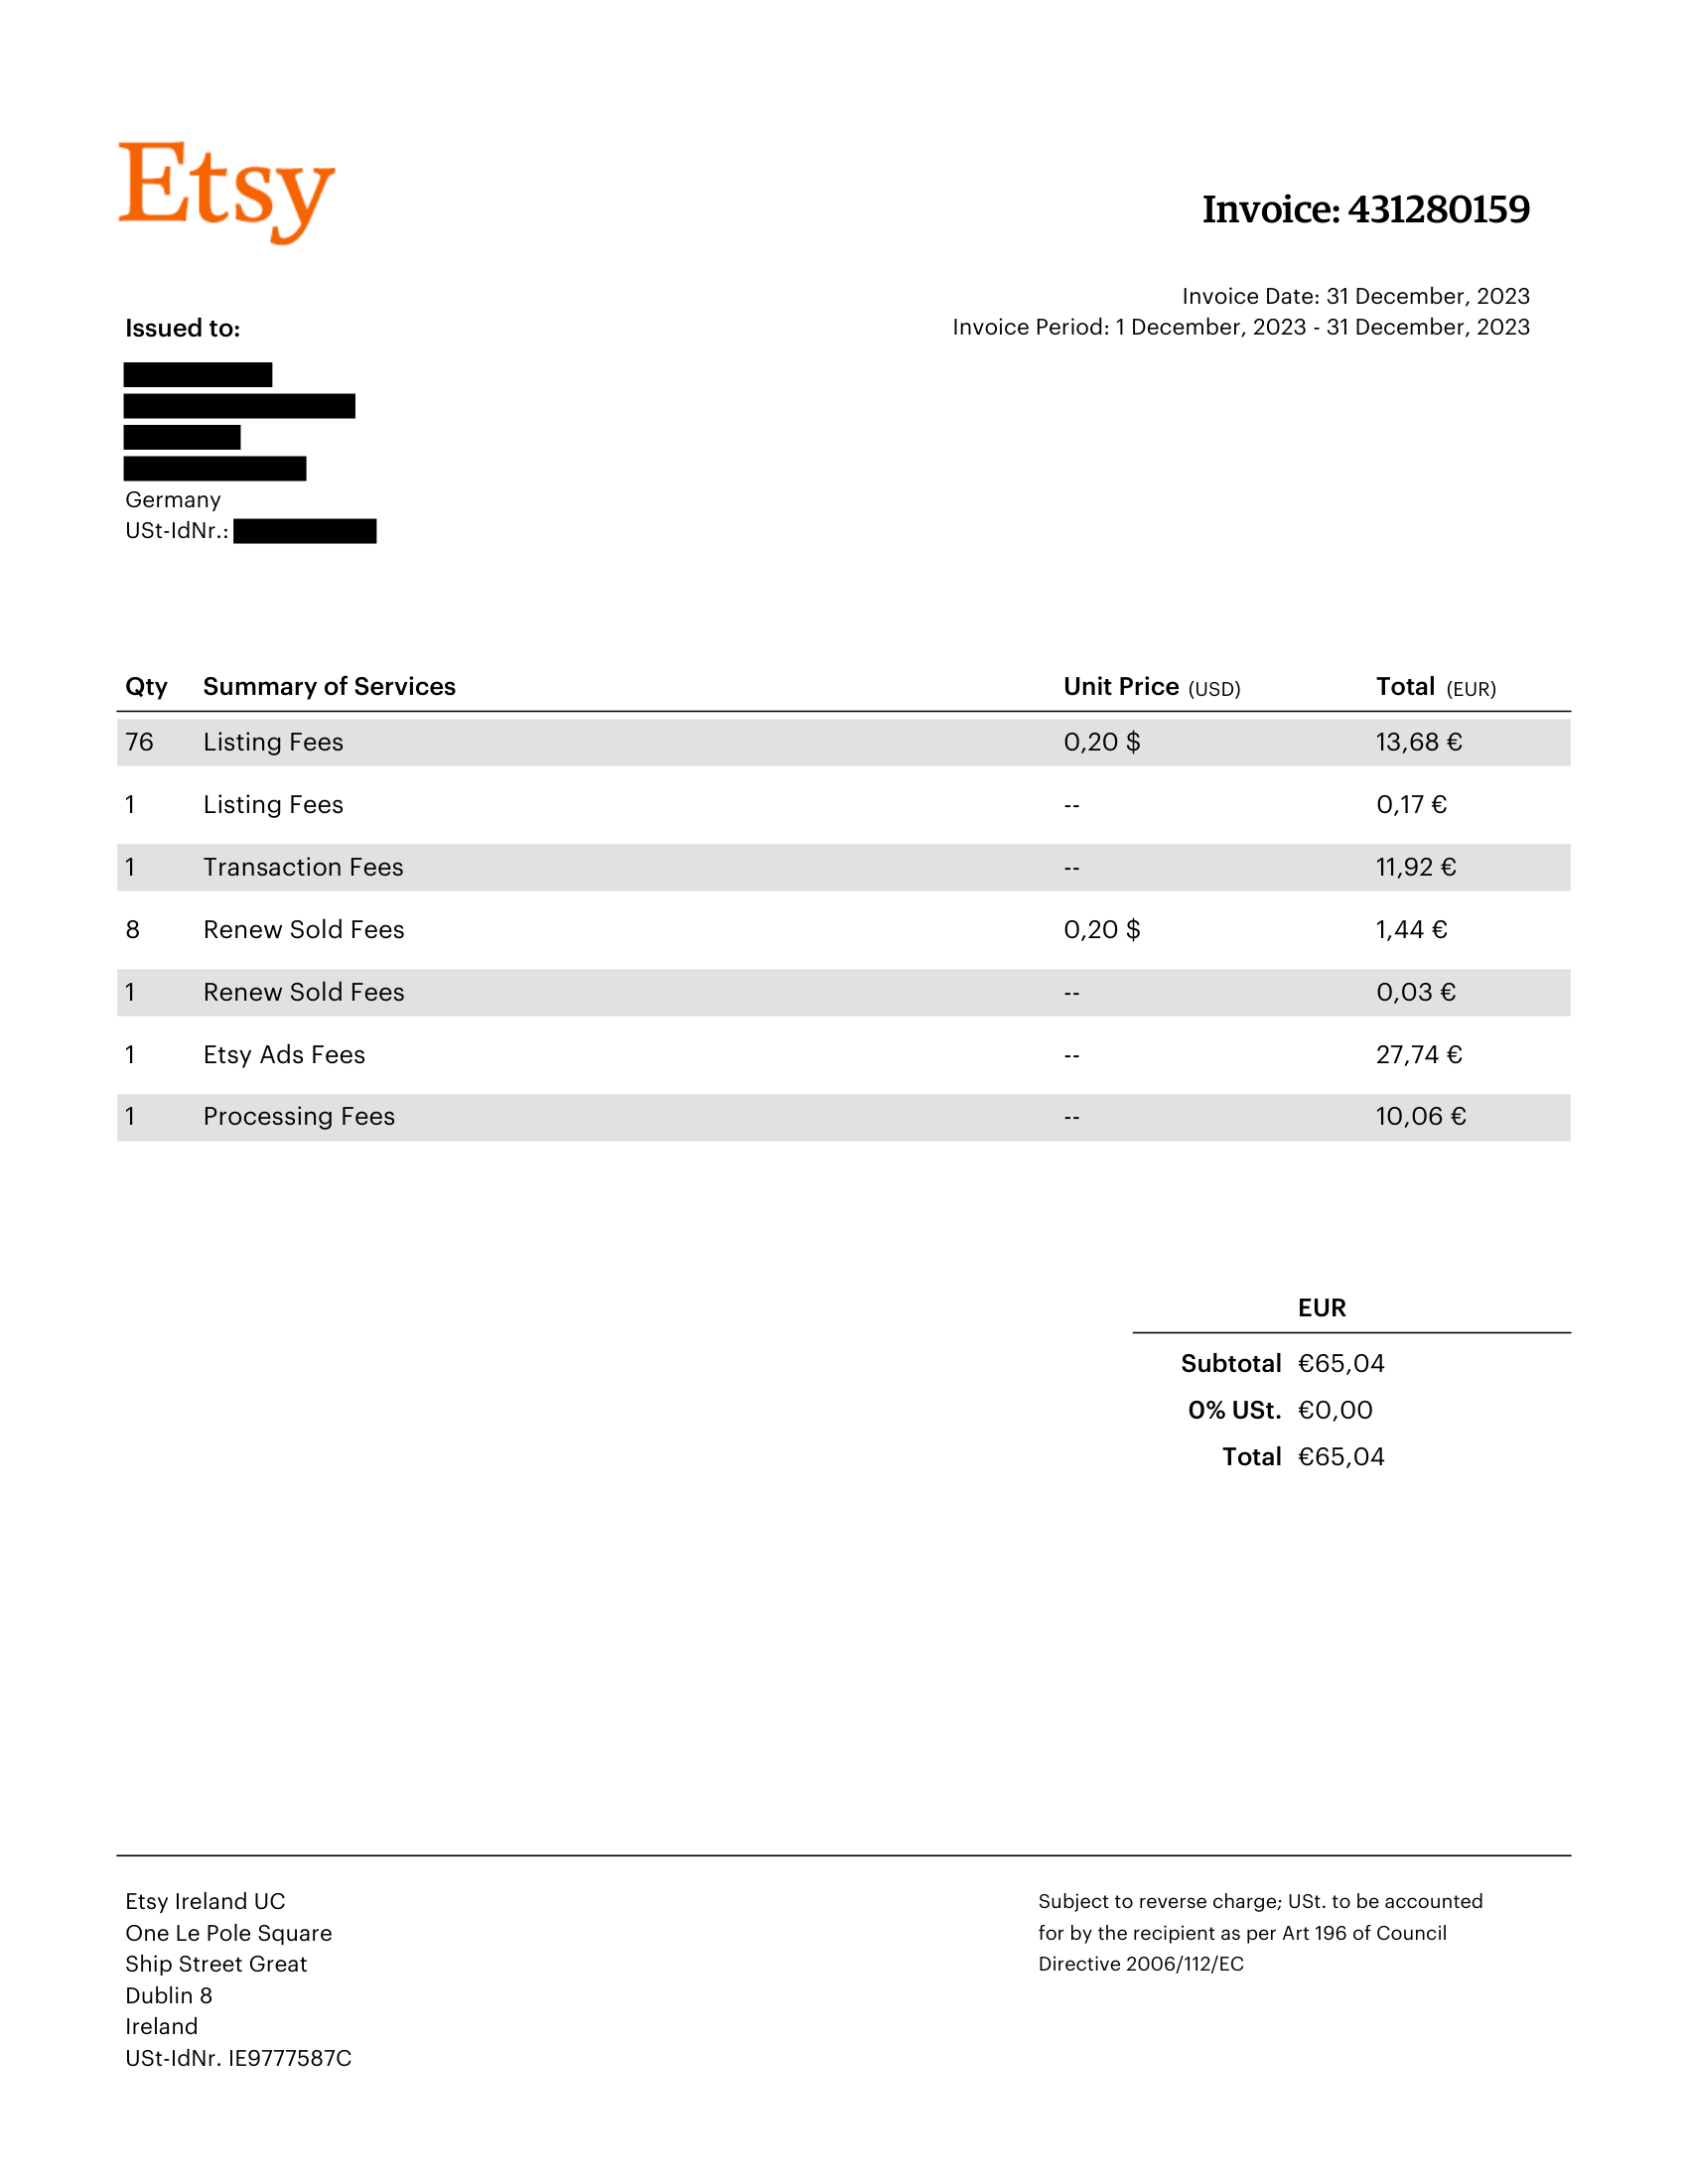 Etsy
Invoice: 431280159
Invoice Date: 31 December, 2023
Invoice Period: 1 December, 2023 - 31 December, 2023
Issued to:
Germany
USt-IdNr.:
Qty Summary of Services Unit Price (USD) Total (EUR)
76 Listing Fees 0,20 $ 13,68 €
1 Listing Fees -- 0,17 €
1 Transaction Fees -- 11,92 €
8 Renew Sold Fees 0,20 $ 1,44 €
1 Renew Sold Fees -- 0,03 €
1 Etsy Ads Fees -- 27,74 €
1 Processing Fees -- 10,06 €
EUR
Subtotal €65,04
0% USt. €0,00
Total €65,04
Etsy Ireland UC
One Le Pole Square
Ship Street Great
Dublin 8
Ireland
USt-IdNr. IE9777587C
Subject to reverse charge; USt. to be accounted
for by the recipient as per Art 196 of Council
Directive 2006/112/EC